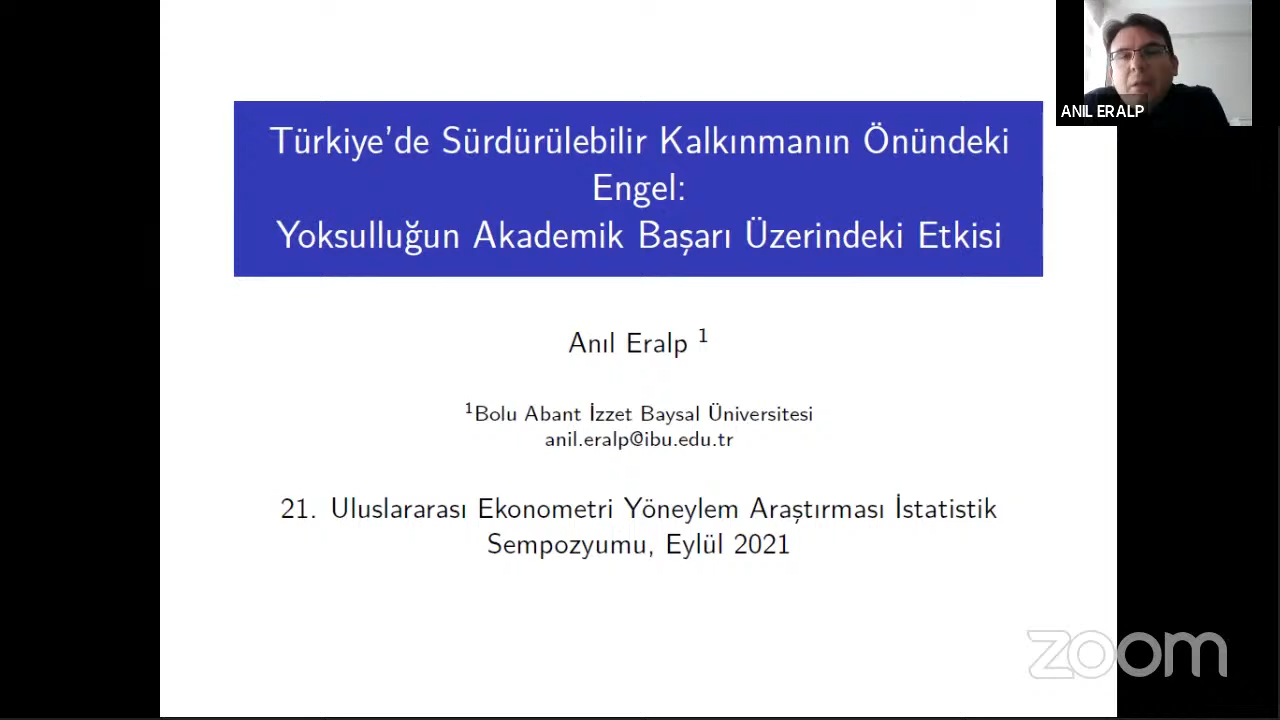 ANIL ERALP
Türkiye'de Sürdürülebilir Kalkınmanın Önündeki
Engel:
Yoksulluğun Akademik Başarı Üzerindeki Etkisi
Anıl Eralp 1
1Bolu Abant İzzet Baysal Üniversitesi
anil.eralp@ibu.edu.tr
21. Uluslararası Ekonometri Yöneylem Araştırması İstatistik
Sempozyumu, Eylül 2021
zoom